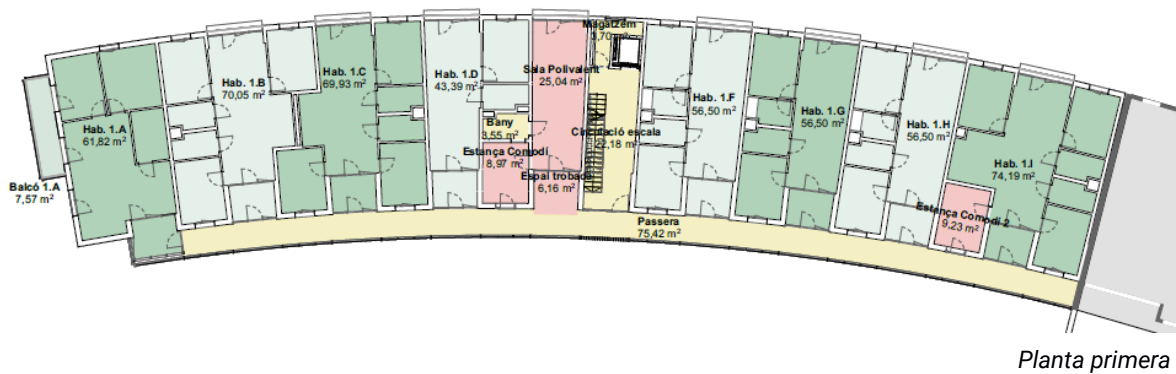 Magatzem
3,70 m²
Hab. 1.B
70,05 m²
Hab. 1.C
69,93 m²
Hab. 1.D
43,39 m²
Sala Polivalent
25,04 m²
Hab. 1.A
61,82 m²
Bany
3,55 m²
Hab. 1.F
56,50 m²
Hab. 1.G
56,50 m²
Hab. 1.H
56,50 m²
Circulació escala
22,18 m²
Estança Comodí
8,97 m²
Hab. 1.I
74,19 m²
Balcó 1.A
7,57 m²
Espai trobada
6,16 m²
Estança Comodí 2
9,23 m²
Passera
75,42 m²
Planta primera